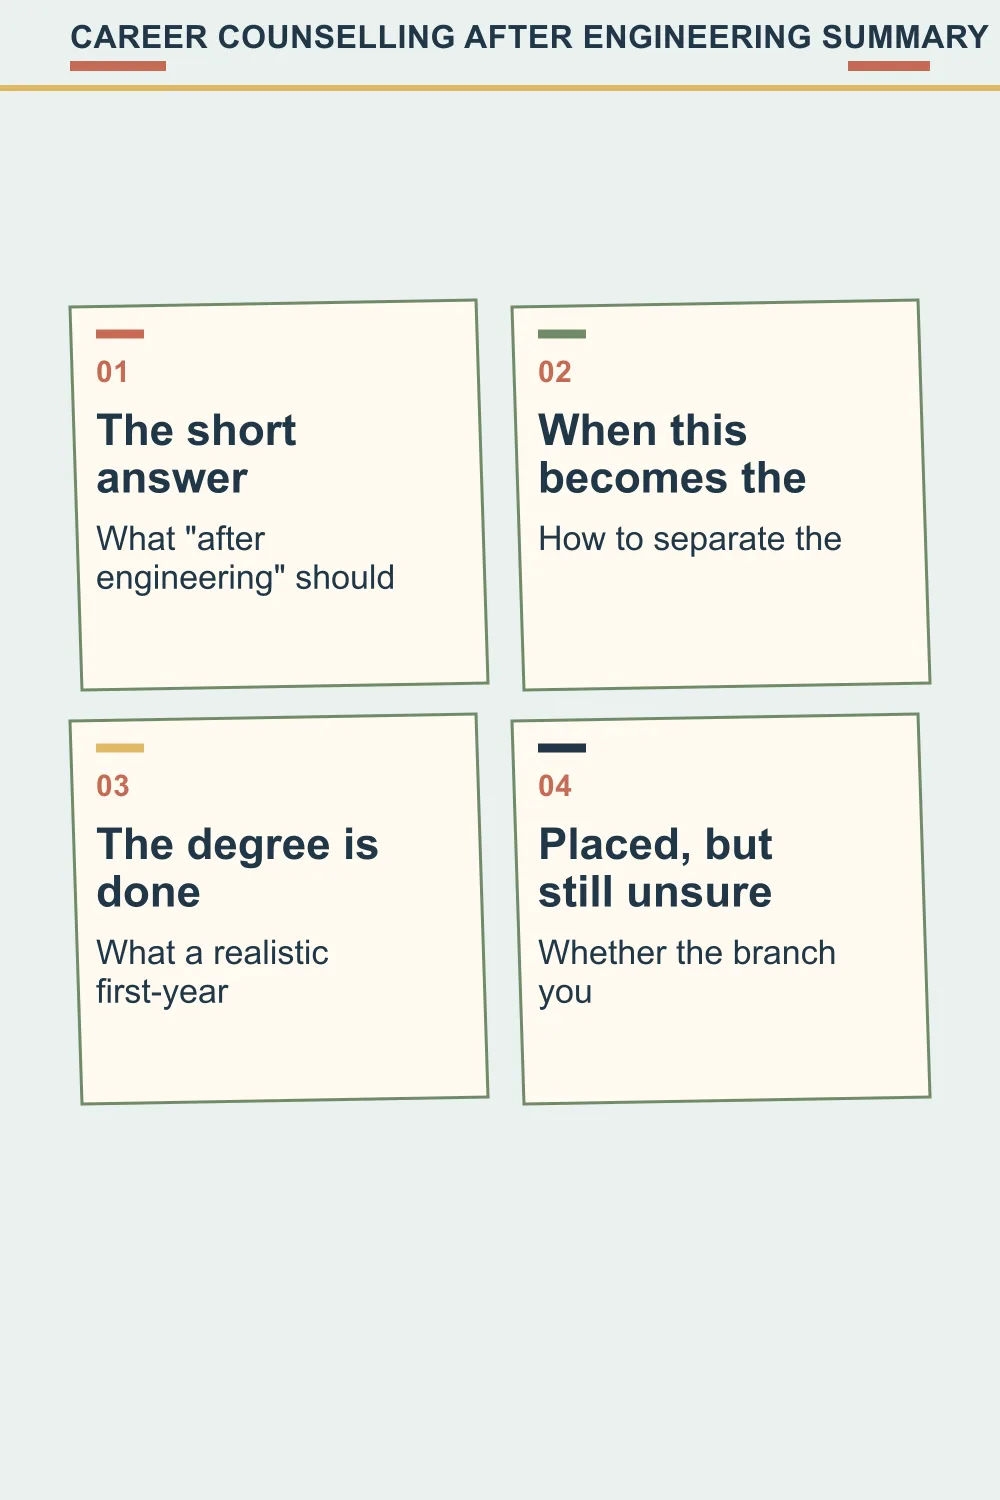 CAREER COUNSELLING AFTER ENGINEERING SUMMARY
01
The short
answer
What "after
engineering" should
02
When this
becomes the
How to separate the
03
The degree is
done
What a realistic
first-year
04
Placed, but
still unsure
Whether the branch
you